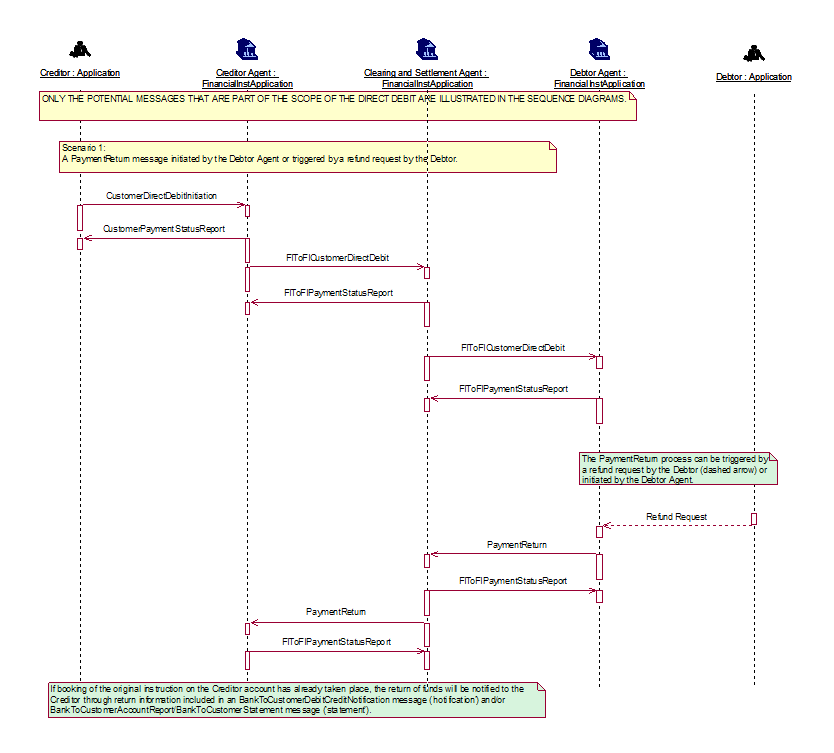 Creditor : Application
Creditor Agent :
FinancialInstApplication
Clearing and Settlement Agent :
FinancialInstApplication
Debtor Agent :
FinancialInstApplication
Debtor : Application
ONLY THE POTENTIAL MESSAGES THAT ARE PART OF THE SCOPE OF THE DIRECT DEBIT ARE ILLUSTRATED IN THE SEQUENCE DIAGRAMS.
Scenario 1:
A PaymentReturn message initiated by the Debtor Agent or triggered by a refund request by the Debtor.
CustomerDirectDebitInitiation
CustomerPaymentStatusReport
FIToFICustomerDirectDebit
FIToFIPaymentStatusReport
FIToFICustomerDirectDebit
FIToFIPaymentStatusReport
The PaymentReturn process can be triggered by
a refund request by the Debtor (dashed arrow) or
initiated by the Debtor Agent.
Refund Request
PaymentReturn
FIToFIPaymentStatusReport
PaymentReturn
FIToFIPaymentStatusReport
If booking of the original instruction on the Creditor account has already taken place, the return of funds will be notified to the
Creditor through return information included in an BankToCustomerDebitCreditNotification message ('notifcation') and/or
BankToCustomerAccountReport/BankToCustomerStatement message ('statement').